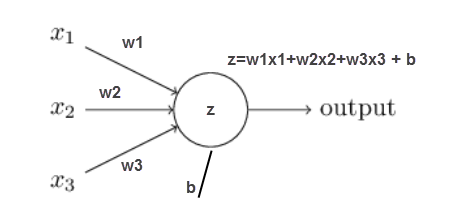 x1
w1
z=w1x1+w2x2+w3x3 + b
w2
x2
z
output
w3
x3
b